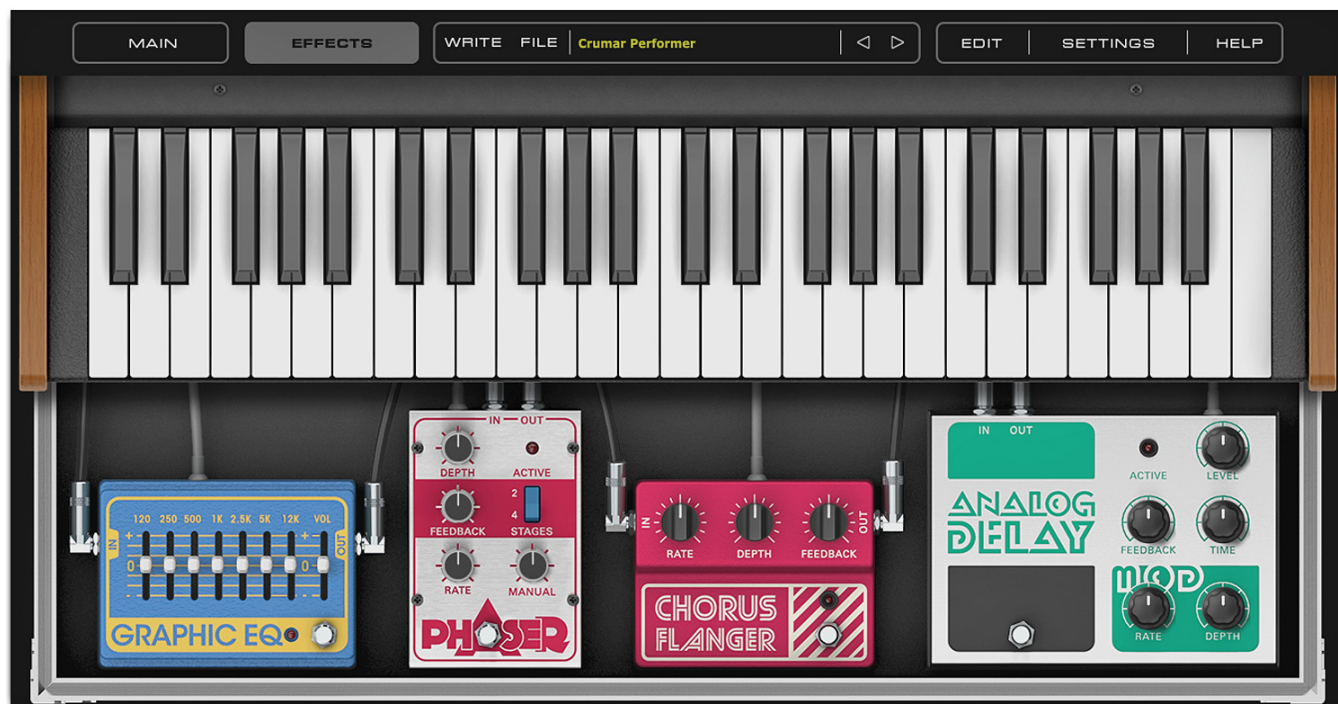 MAIN EFFECTS WRITE FILE Crumar Performer EDIT SETTINGS HELP
120 250 500 1K 2.5K 5K 12K VOL
+ +
IN 0 0 OUT
- -
GRAPHIC EQ
IN OUT
DEPTH ACTIVE
2
4
FEEDBACK STAGES
RATE MANUAL
PHASER
IN OUT
RATE DEPTH FEEDBACK
CHORUS
FLANGER
IN OUT
ACTIVE LEVEL
ANALOG
DELAY
FEEDBACK TIME
MOD
RATE DEPTH